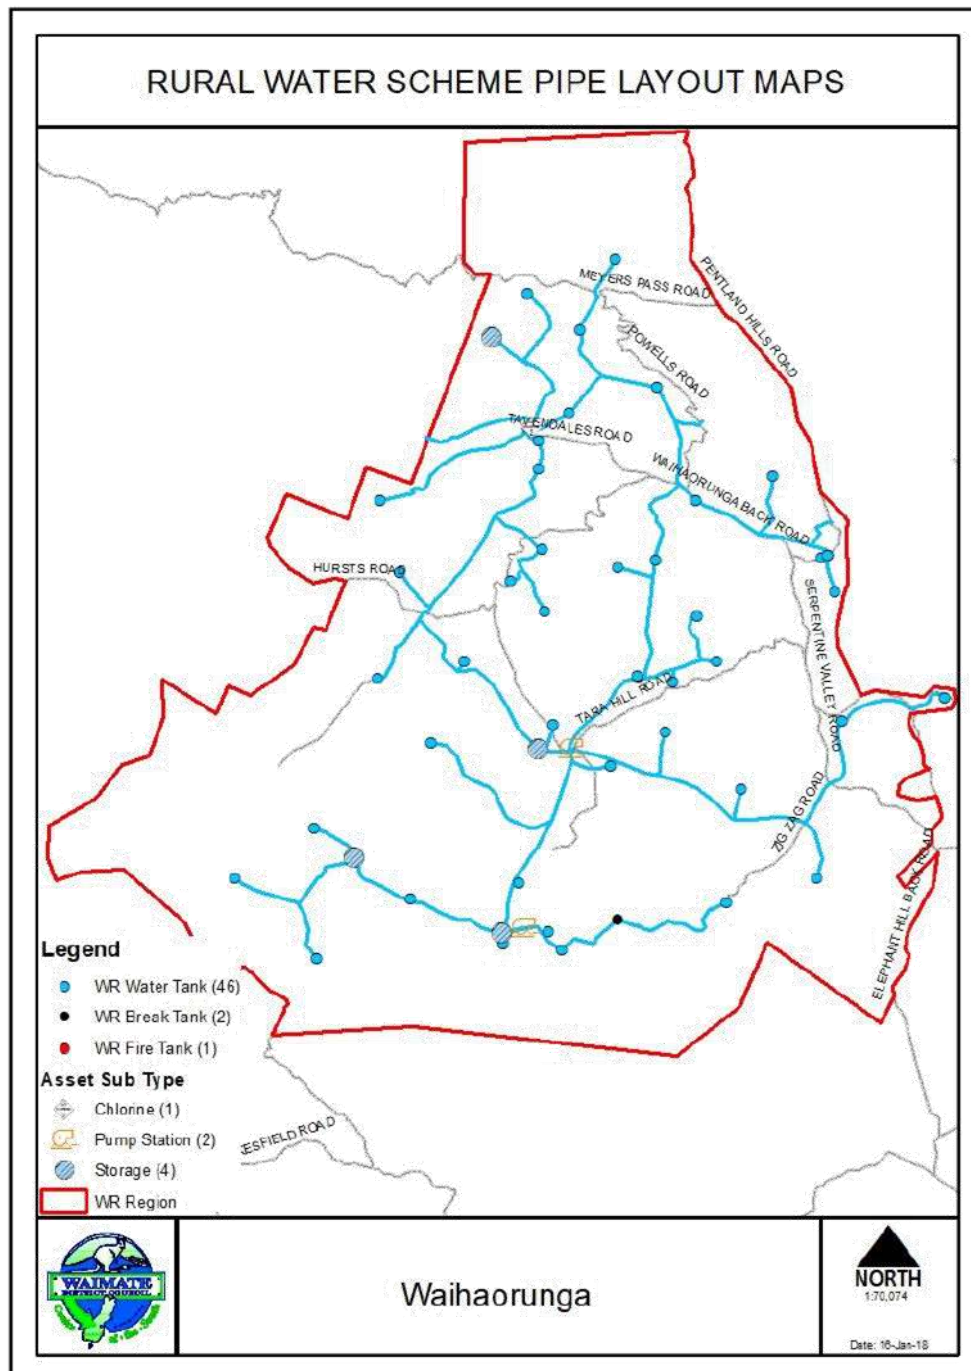 RURAL WATER SCHEME PIPE LAYOUT MAPS
MEYERS PASS ROAD
PENTLAND HILLS ROAD
POWELLS ROAD
TAVENDALES ROAD
WAIHAORUNGA BACK ROAD
HURSTS ROAD
SERPENTINE VALLEY ROAD
TARA HILL ROAD
ZIG ZAG ROAD
ELEPHANT HILL BACK ROAD
Legend
WR Water Tank (46)
WR Break Tank (2)
WR Fire Tank (1)
Asset Sub Type
Chlorine (1)
Pump Station (2)
Storage (4)
WR Region
ESFIELD ROAD
WAIMATE
DISTRICT COUNCIL
Waihaorunga
NORTH
1:70,074
Date: 16-Jan-18